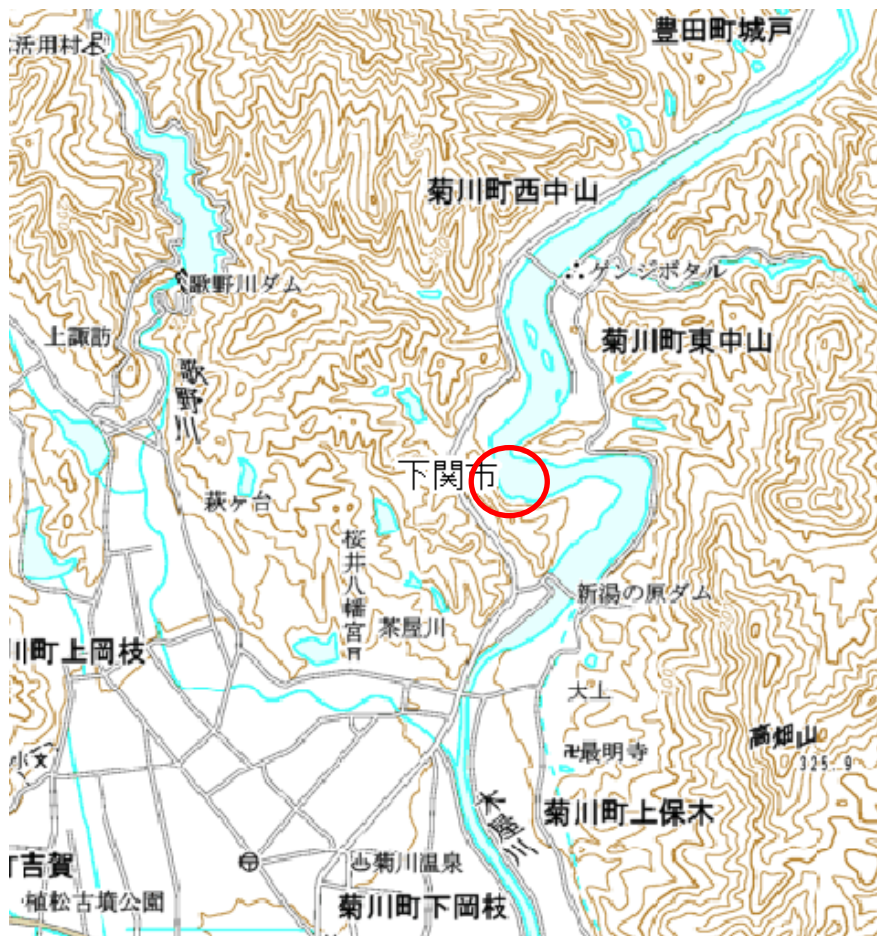 豊田町城戸
活用村
菊川町西中山
ゲンジボタル
歌野川ダム
上諏訪
菊川町東中山
歌野川
下関市
萩ヶ台
桜井八幡宮
新湯の原ダム
茶屋川
川町上岡枝
高畑山
325.9
卍最明寺
小文
菊川町上保木
木屋川
町吉賀
菊川温泉
植松古墳公園
菊川町下岡枝